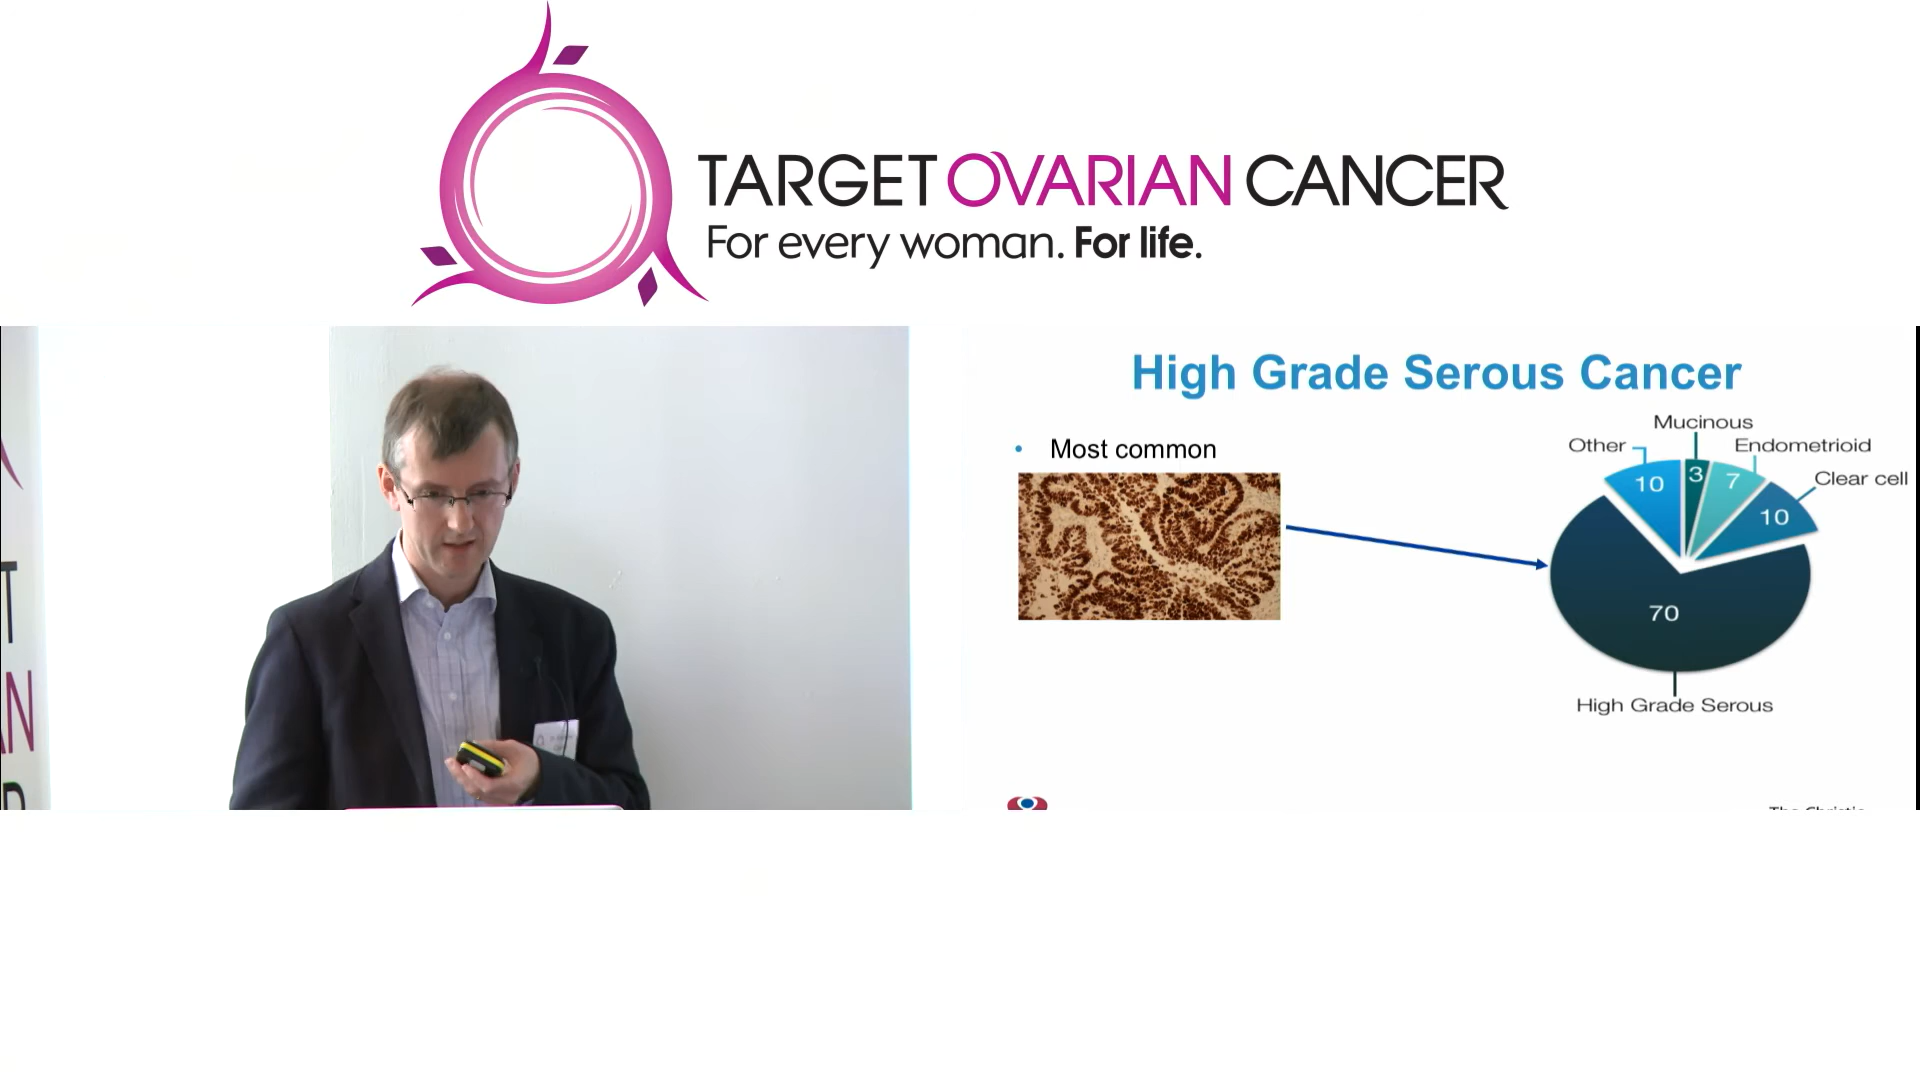 TARGET OVARIAN CANCER
For every woman. For life.
High Grade Serous Cancer
• Most common
Mucinous
Other
Endometrioid
Clear cell
10
3
7
10
70
High Grade Serous
T
N